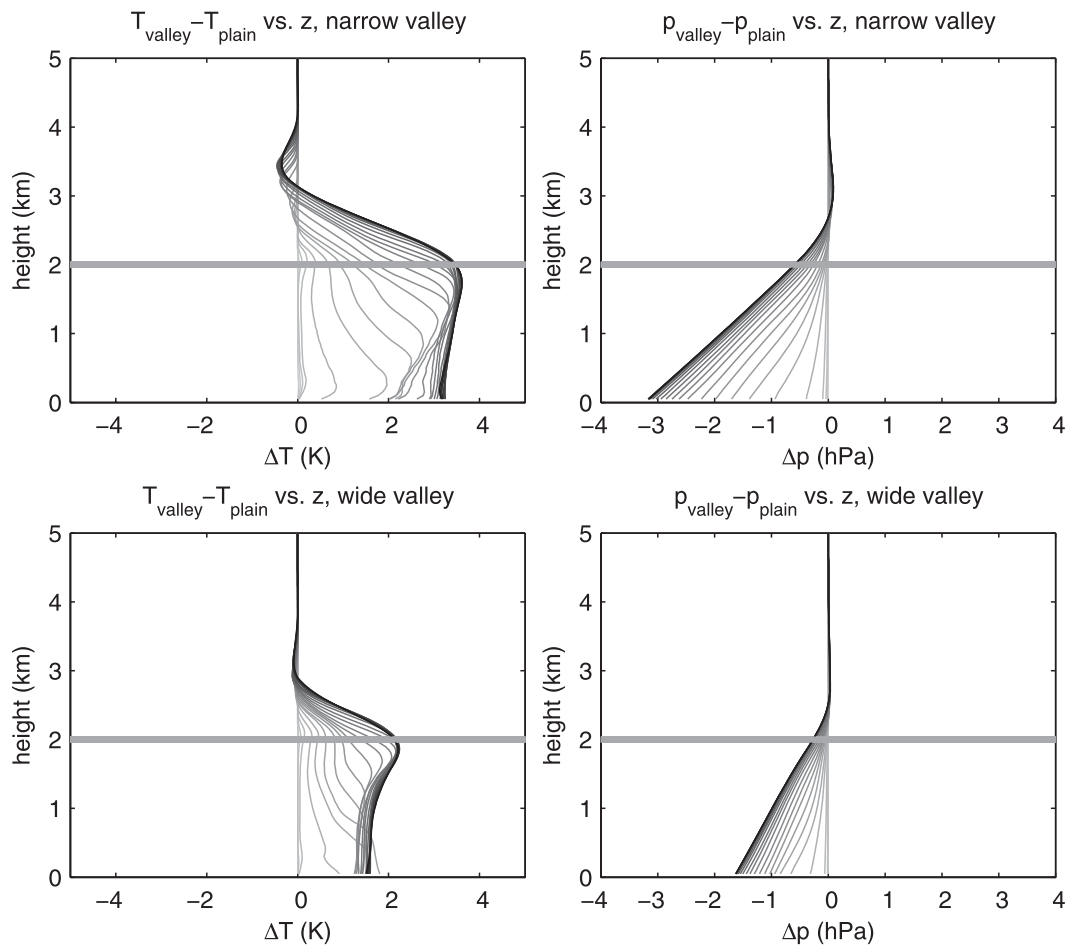 T_valley−T_plain vs. z, narrow valley
5
4
3
2
1
0
height (km)
−4 −2 0 2 4
ΔT (K)
p_valley−p_plain vs. z, narrow valley
5
4
3
2
1
0
height (km)
−4 −3 −2 −1 0 1 2 3 4
Δp (hPa)
T_valley−T_plain vs. z, wide valley
5
4
3
2
1
0
height (km)
−4 −2 0 2 4
ΔT (K)
p_valley−p_plain vs. z, wide valley
5
4
3
2
1
0
height (km)
−4 −3 −2 −1 0 1 2 3 4
Δp (hPa)